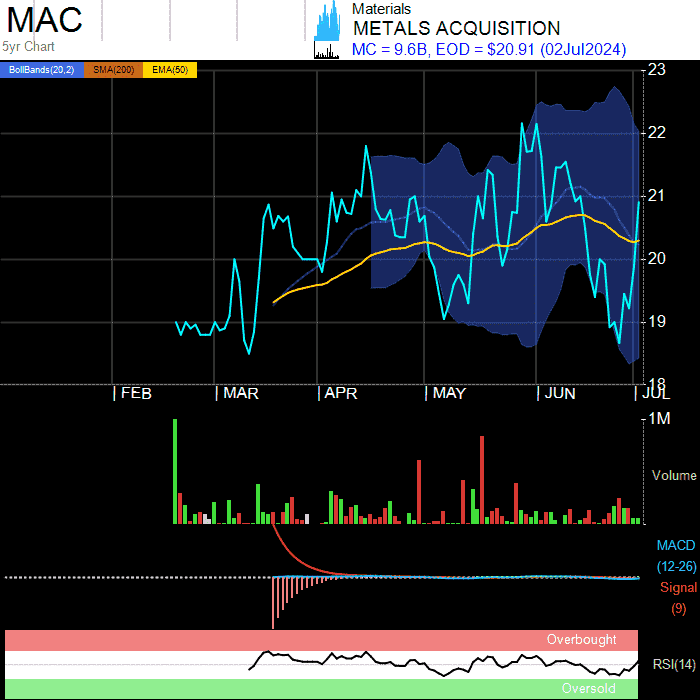 MAC
5yr Chart
Materials
METALS ACQUISITION
MC = 9.6B, EOD = $20.91 (02Jul2024)
BollBands(20,2) SMA(200) EMA(50)
23
22
21
20
19
18
| FEB | MAR | APR | MAY | JUN | JUL
1M
Volume
MACD
(12-26)
Signal
(9)
Overbought
RSI(14)
Oversold